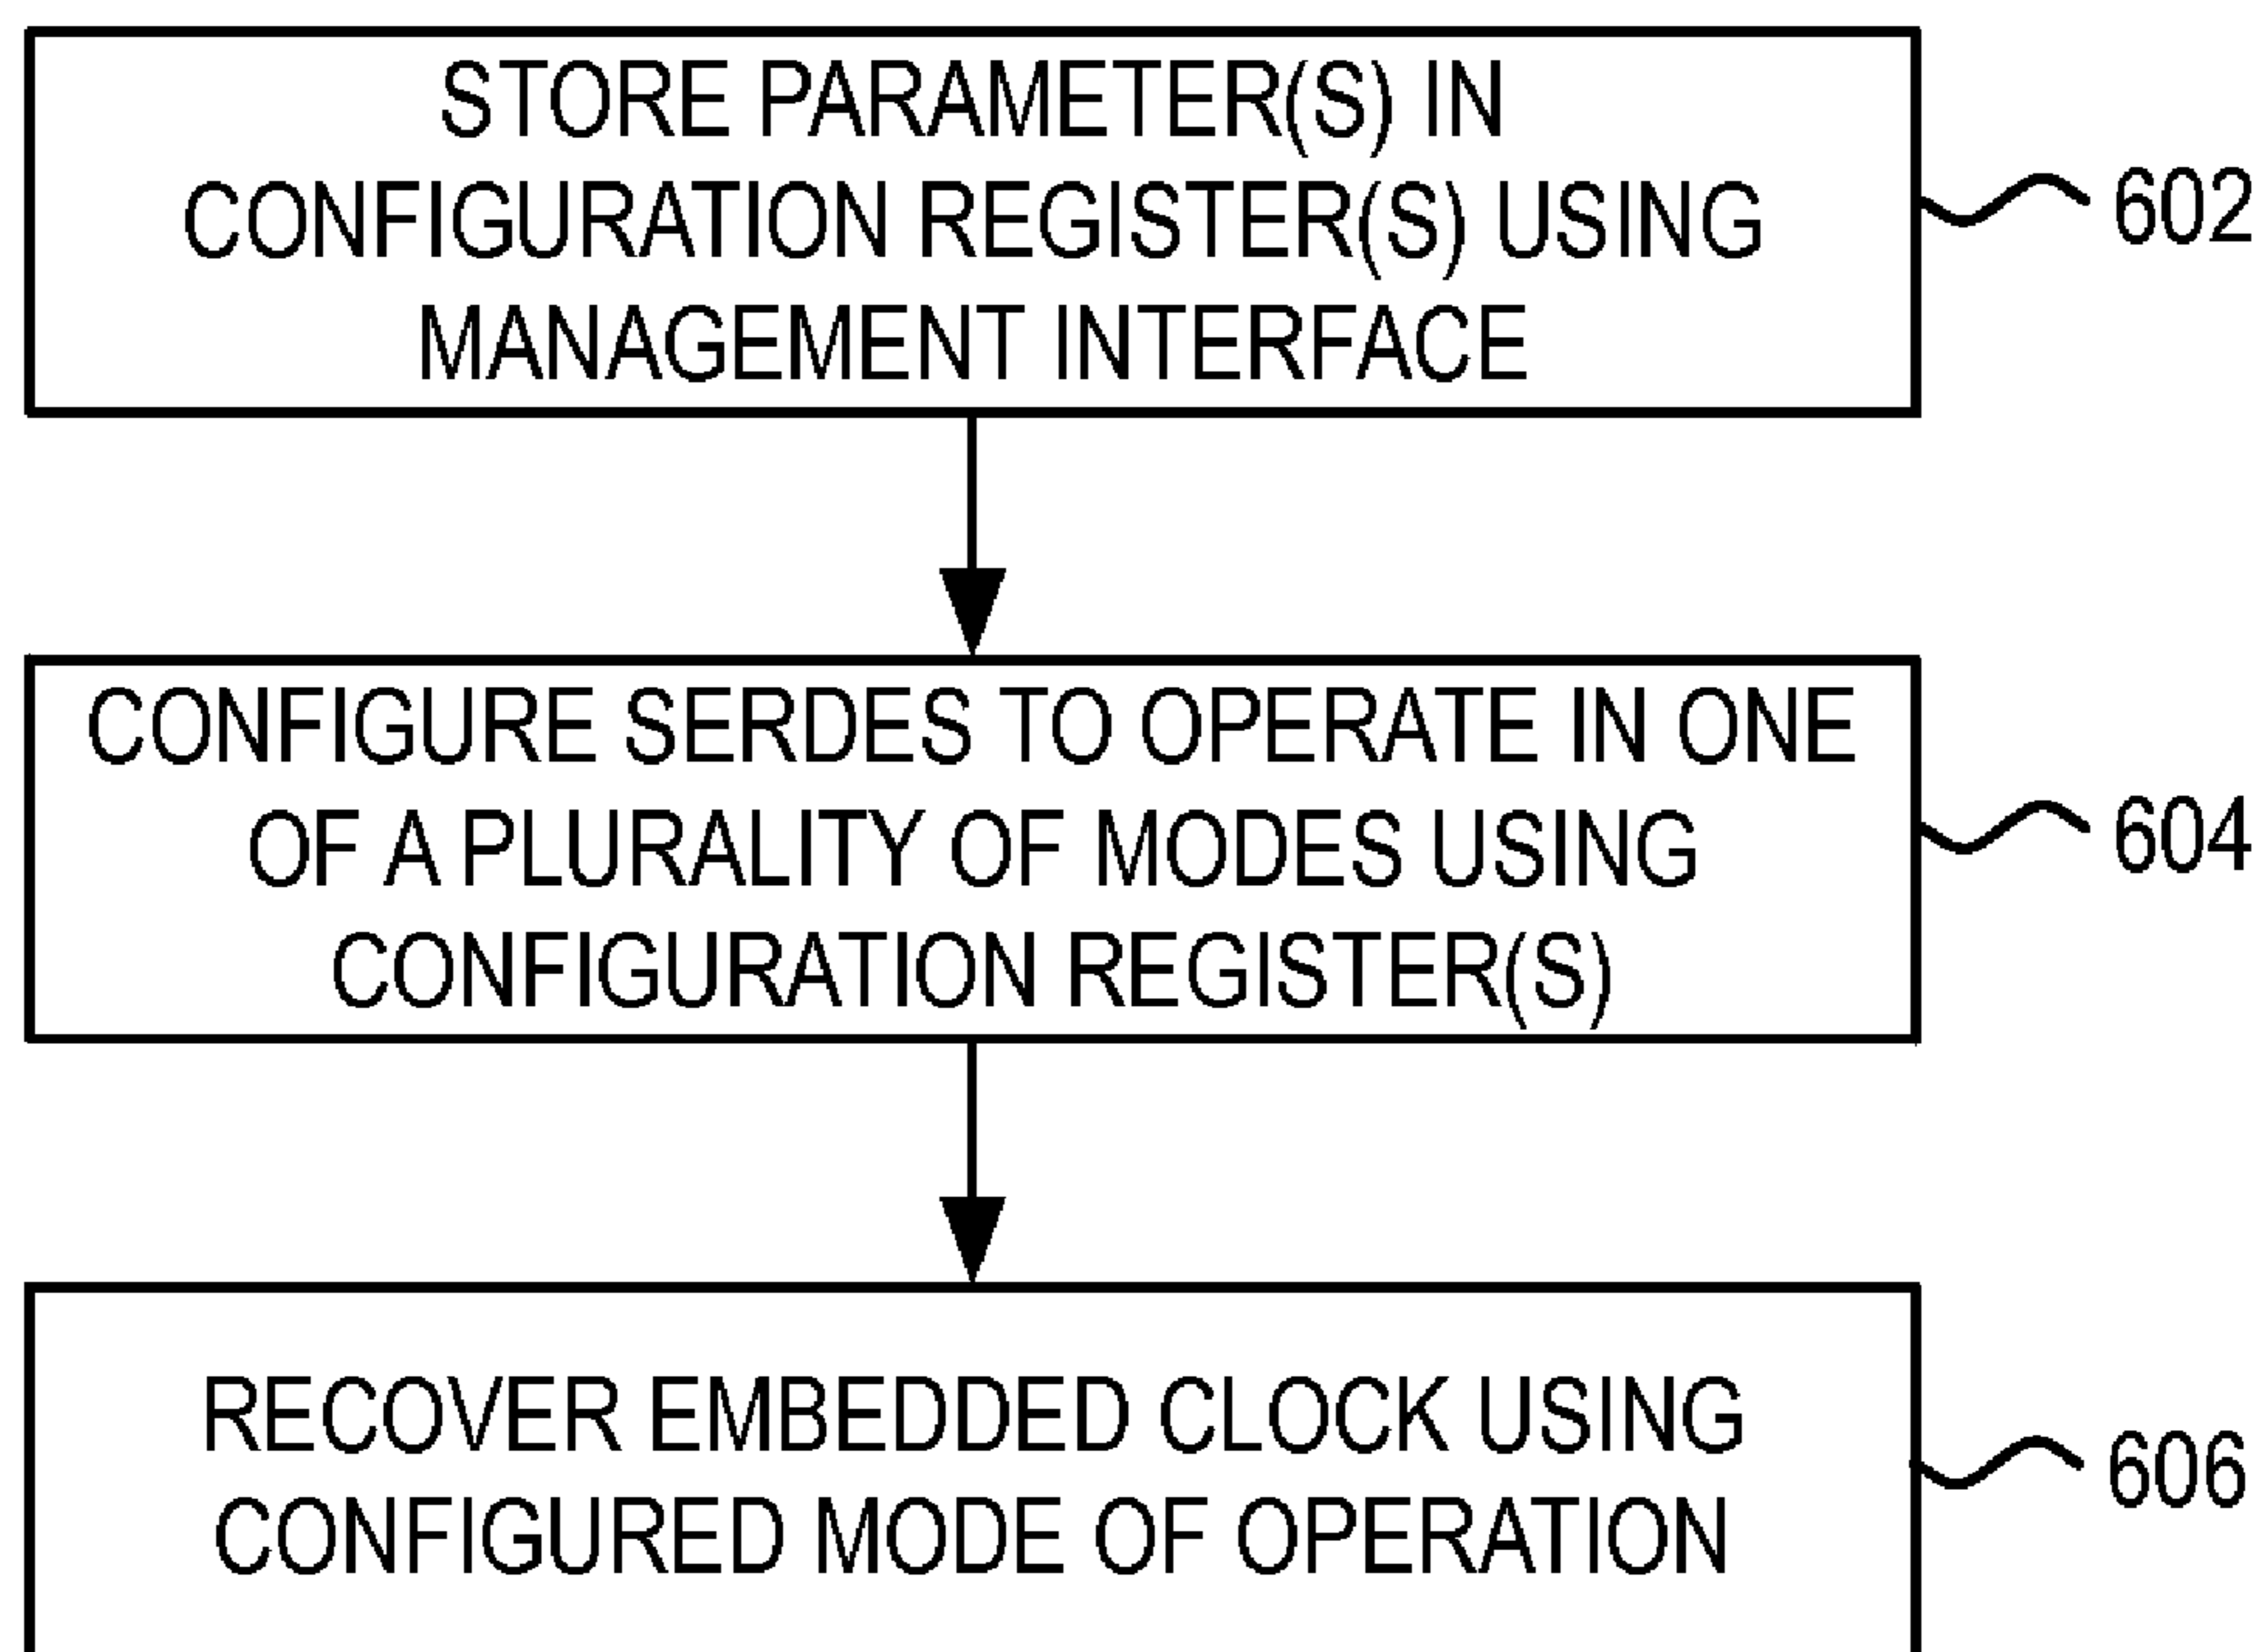 STORE PARAMETER(S) IN
CONFIGURATION REGISTER(S) USING
MANAGEMENT INTERFACE
602
CONFIGURE SERDES TO OPERATE IN ONE
OF A PLURALITY OF MODES USING
CONFIGURATION REGISTER(S)
604
RECOVER EMBEDDED CLOCK USING
CONFIGURED MODE OF OPERATION
606